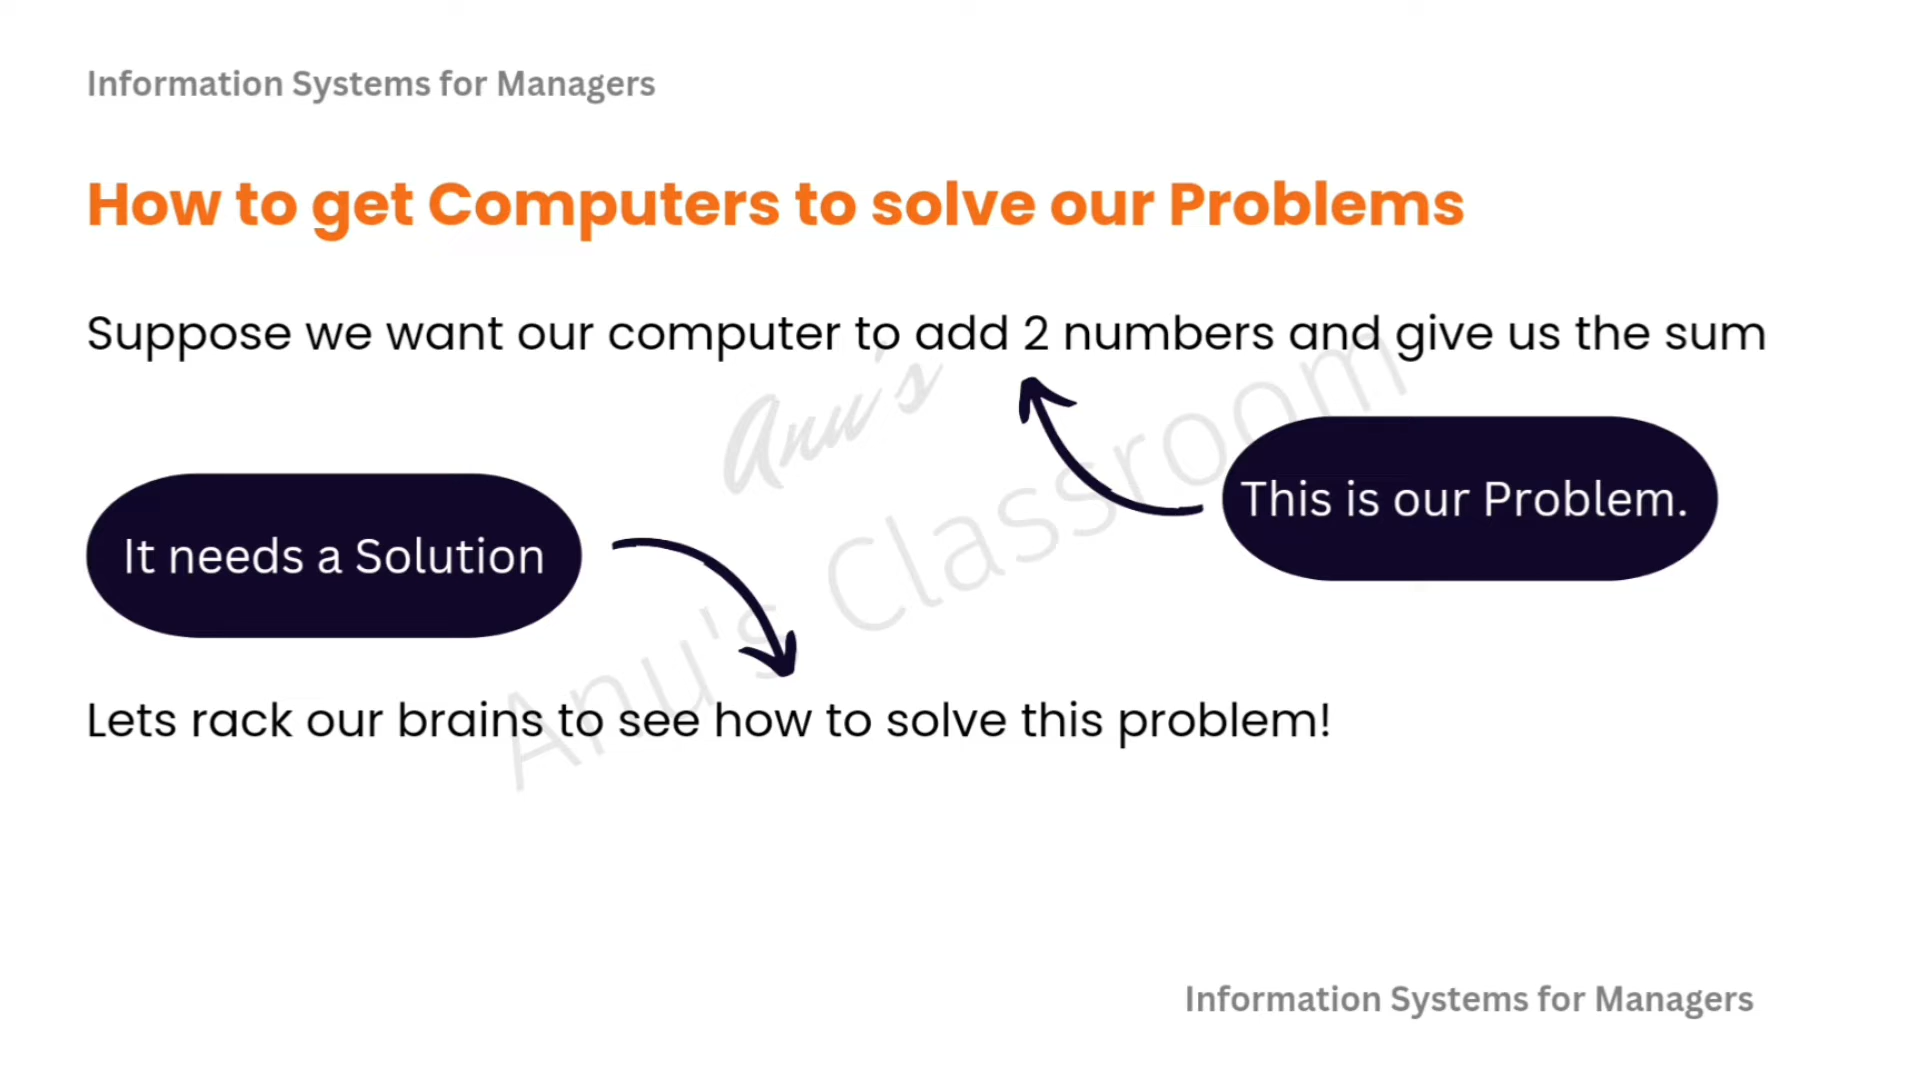 Information Systems for Managers
How to get Computers to solve our Problems
Suppose we want our computer to add 2 numbers and give us the sum
Anu's
This is our Problem.
It needs a Solution
Anu's Classroom
Lets rack our brains to see how to solve this problem!
Information Systems for Managers